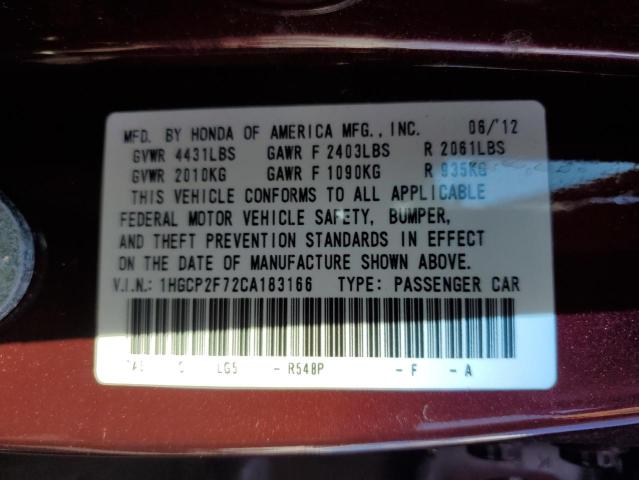 MFD. BY HONDA OF AMERICA MFG., INC. 06/'12
GVWR 4431LBS GAWR F 2403LBS R 2061LBS
GVWR 2010KG GAWR F 1090KG R 935KG
THIS VEHICLE CONFORMS TO ALL APPLICABLE
FEDERAL MOTOR VEHICLE SAFETY, BUMPER,
AND THEFT PREVENTION STANDARDS IN EFFECT
ON THE DATE OF MANUFACTURE SHOWN ABOVE.
V.I.N.: 1HGCP2F72CA183166 TYPE: PASSENGER CAR
LG5 - R548P - F - A